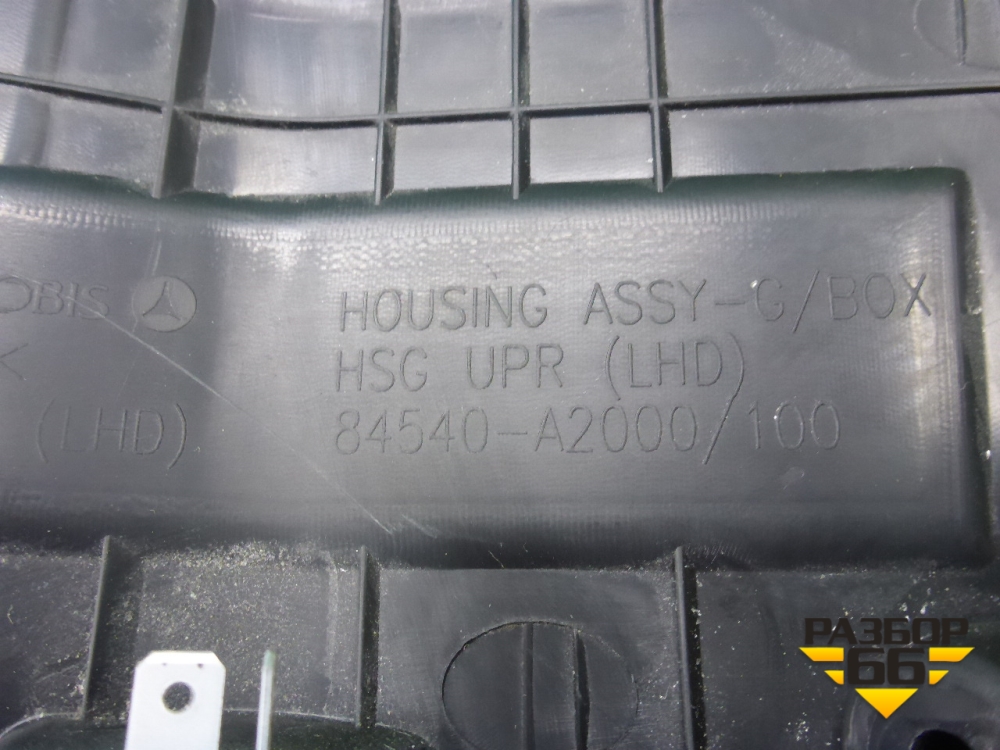 OBIS
HOUSING ASSY-G/BOX
HSG UPR (LHD)
(LHD)
84540-A2000/100
РАЗБОР
66